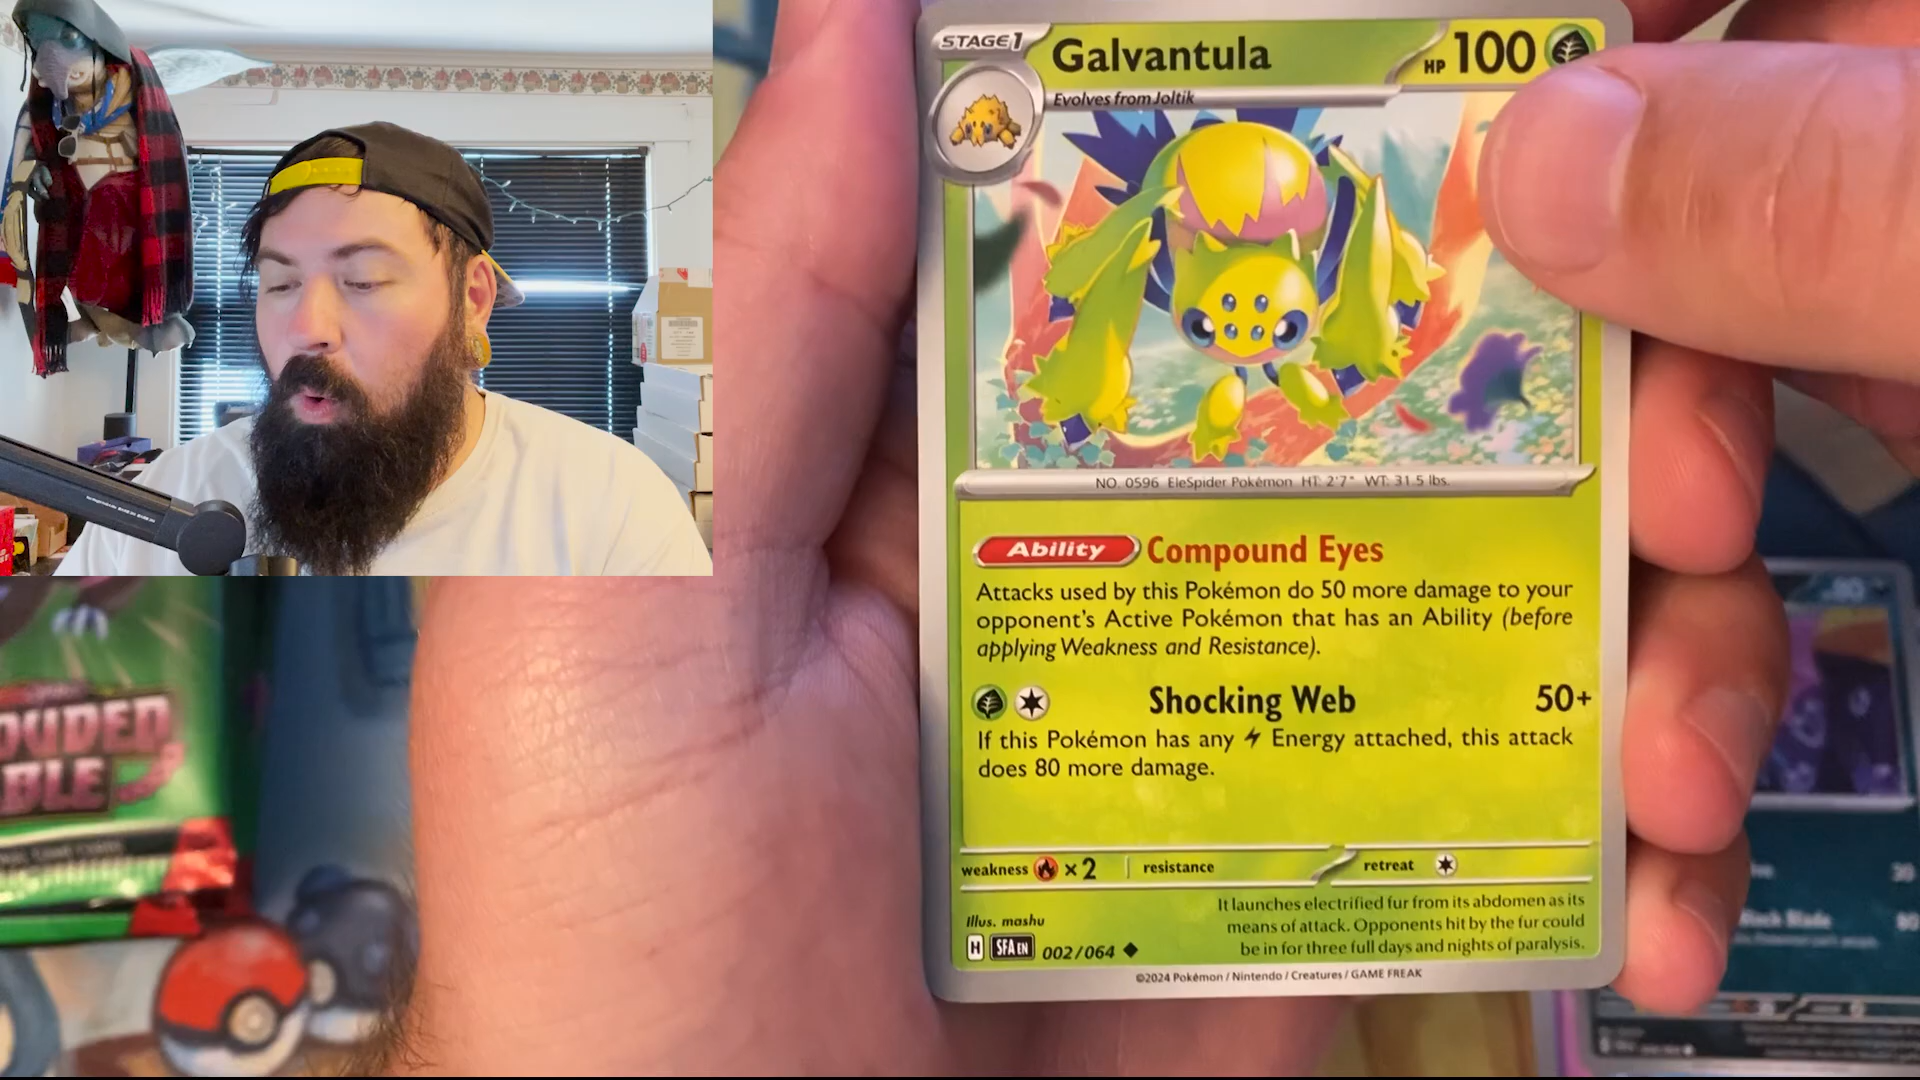 STAGE1
Galvantula
HP 100
Evolves from Joltik
NO. 0596 EleSpider Pokémon HT: 2'7" WT: 31.5 lbs.
Ability Compound Eyes
Attacks used by this Pokémon do 50 more damage to your
opponent's Active Pokémon that has an Ability (before
applying Weakness and Resistance).
Shocking Web 50+
If this Pokémon has any Energy attached, this attack
does 80 more damage.
weakness ×2 resistance retreat
It launches electrified fur from its abdomen as its
means of attack. Opponents hit by the fur could
be in for three full days and nights of paralysis.
Illus. mashu
H SFA EN 002/064
©2024 Pokémon / Nintendo / Creatures / GAME FREAK
OUDED
BLE